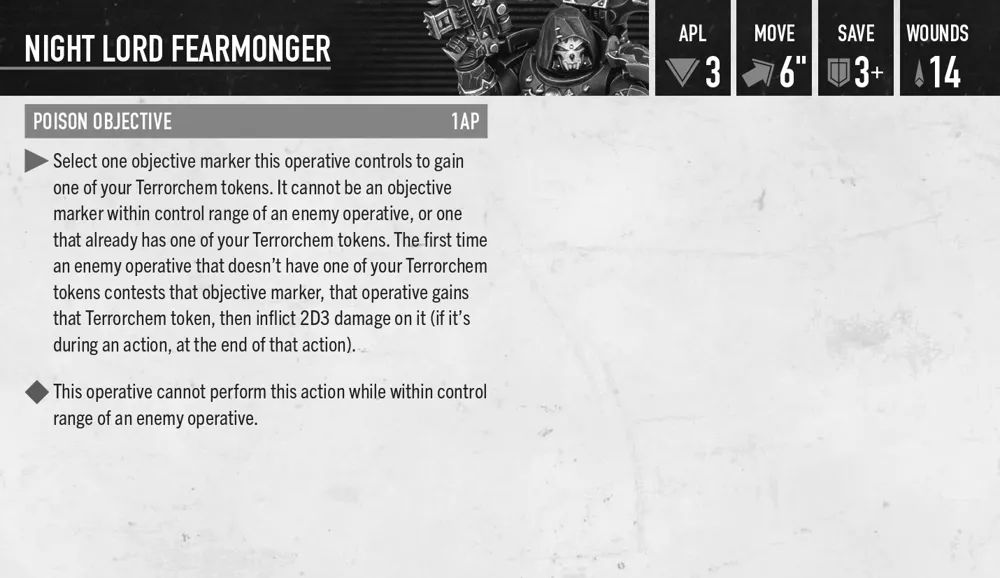 NIGHT LORD FEARMONGER
APL
3
MOVE
6"
SAVE
3+
WOUNDS
14
POISON OBJECTIVE 1AP
Select one objective marker this operative controls to gain
one of your Terrorchem tokens. It cannot be an objective
marker within control range of an enemy operative, or one
that already has one of your Terrorchem tokens. The first time
an enemy operative that doesn't have one of your Terrorchem
tokens contests that objective marker, that operative gains
that Terrorchem token, then inflict 2D3 damage on it (if it's
during an action, at the end of that action).
This operative cannot perform this action while within control
range of an enemy operative.